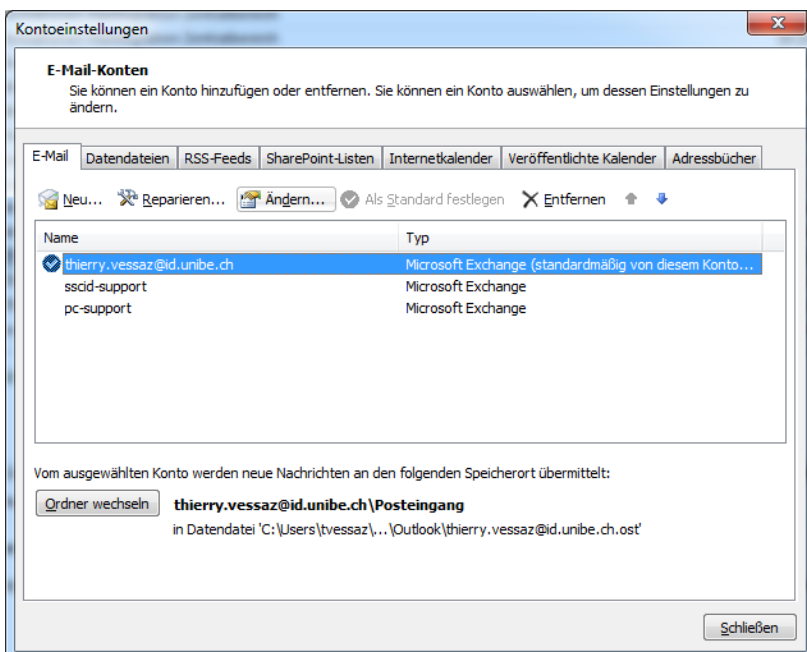 Kontoeinstellungen
E-Mail-Konten
Sie können ein Konto hinzufügen oder entfernen. Sie können ein Konto auswählen, um dessen Einstellungen zu
ändern.
E-Mail Datendateien RSS-Feeds SharePoint-Listen Internetkalender Veröffentlichte Kalender Adressbücher
Neu... Reparieren... Ändern... Als Standard festlegen Entfernen
Name Typ
thierry.vessaz@id.unibe.ch Microsoft Exchange (standardmäßig von diesem Konto...
sscid-support Microsoft Exchange
pc-support Microsoft Exchange
Vom ausgewählten Konto werden neue Nachrichten an den folgenden Speicherort übermittelt:
Ordner wechseln thierry.vessaz@id.unibe.ch\Posteingang
in Datendatei 'C:\Users\tvessaz\...\Outlook\thierry.vessaz@id.unibe.ch.ost'
Schließen